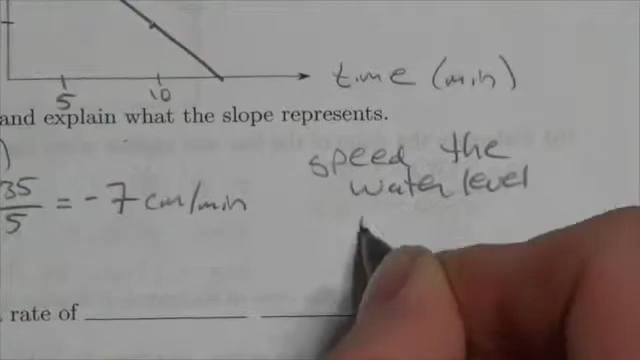 time (min)
5 10
and explain what the slope represents.
)
speed the
35
5
= -7 cm/min
water level
rate of